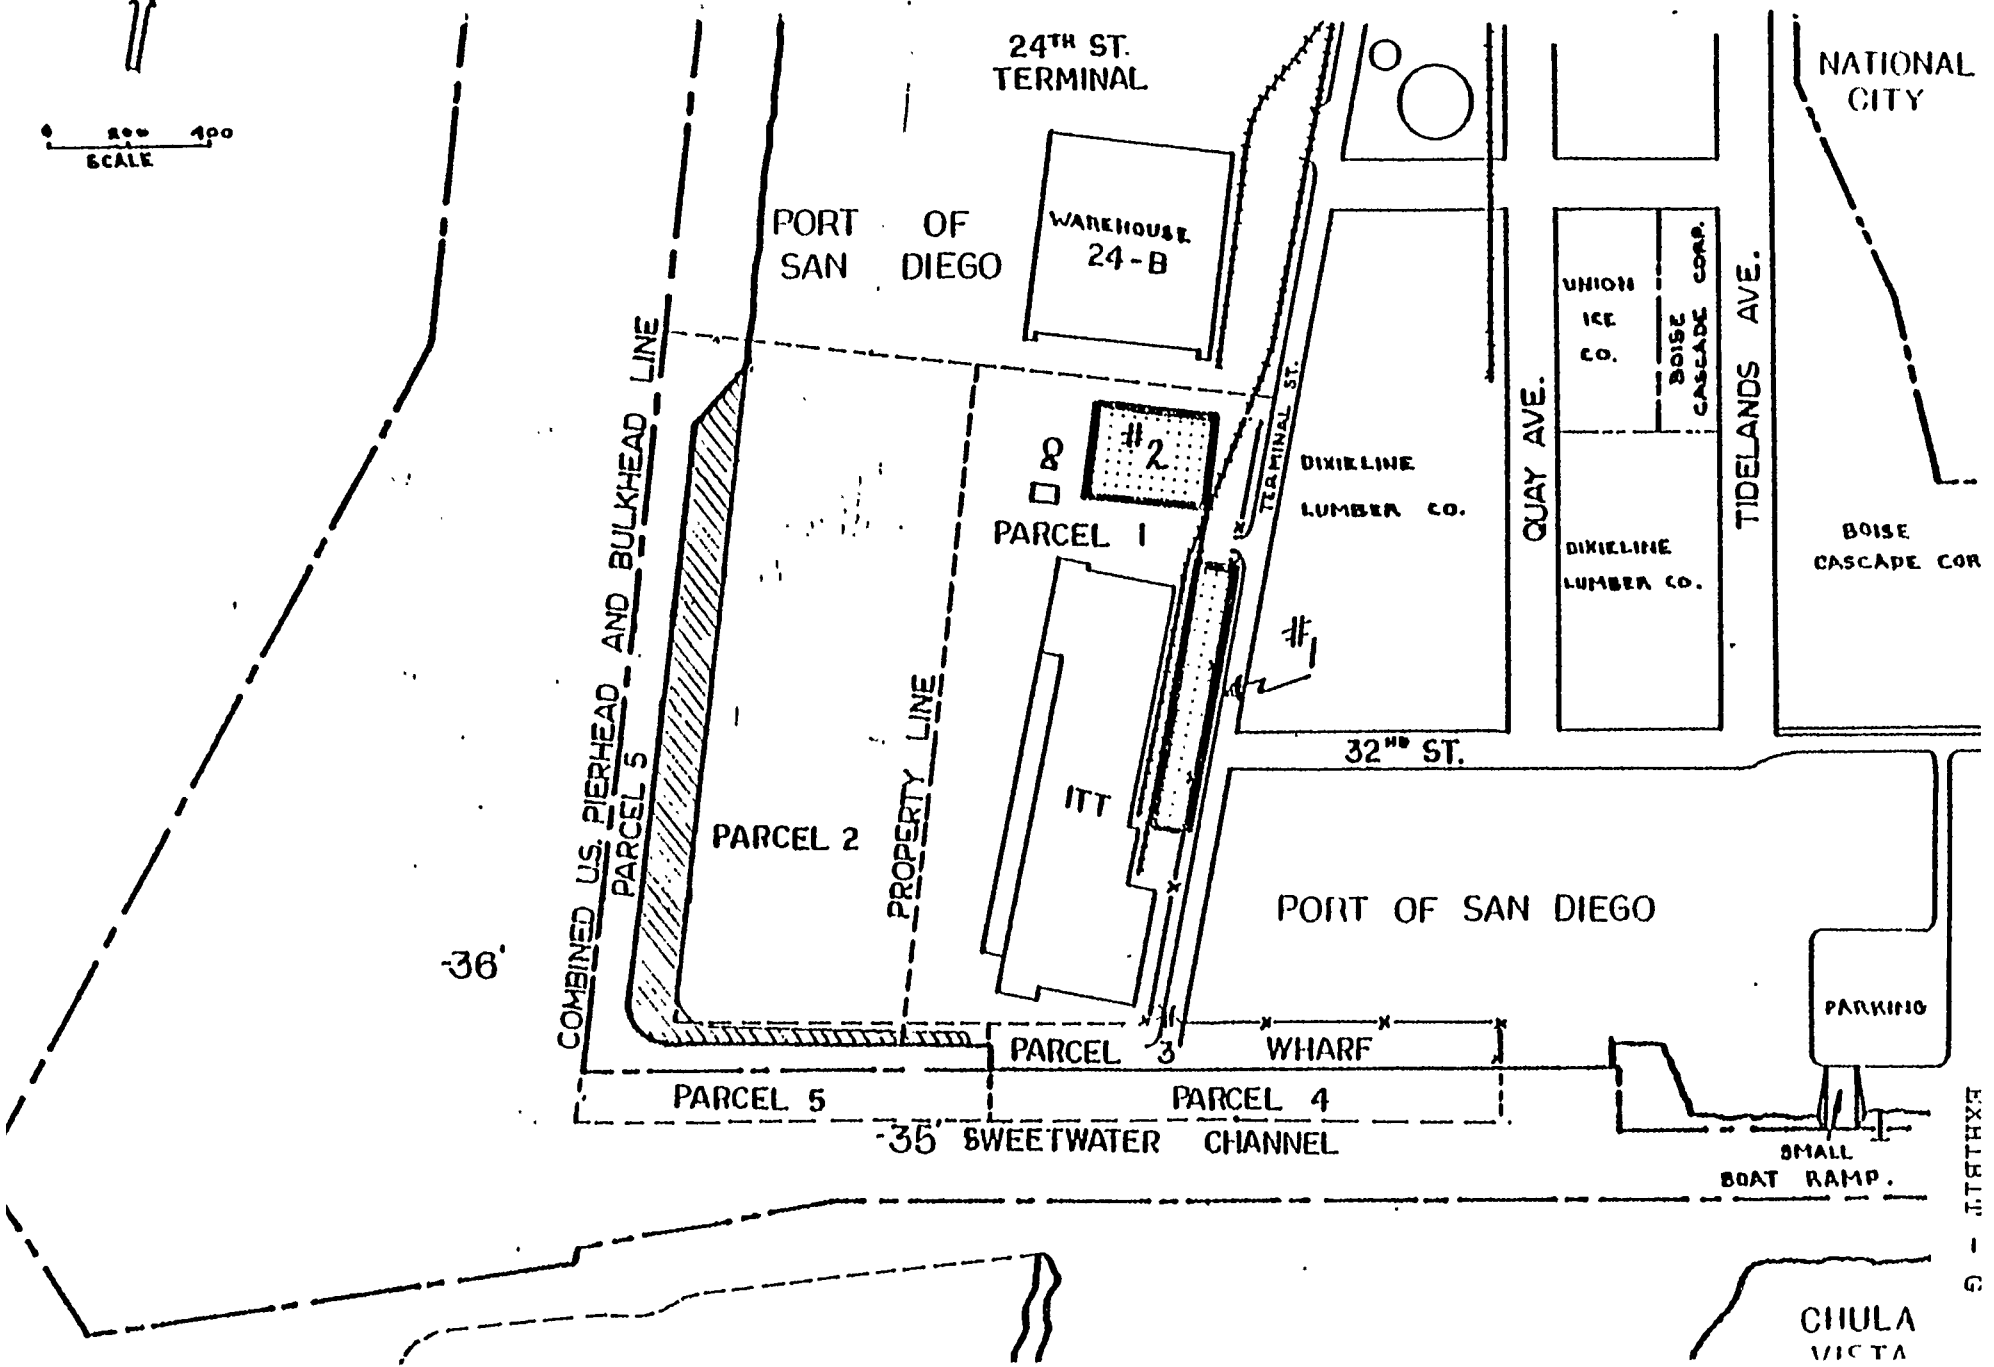 24TH ST.
TERMINAL
NATIONAL
CITY
0 200 400
SCALE
PORT OF
SAN DIEGO
WAREHOUSE
24-B
UNION
ICE
CO.
BOISE
CASCADE CORP.
TIDELANDS AVE.
QUAY AVE.
TERMINAL ST.
COMBINED U.S. PIERHEAD AND BULKHEAD LINE
PARCEL 5
#2
PARCEL 1
DIXIELINE
LUMBER CO.
DIXIELINE
LUMBER CO.
BOISE
CASCADE COR
#1
PROPERTY LINE
32ND ST.
ITT
PARCEL 2
PORT OF SAN DIEGO
-36'
PARKING
PARCEL 3
WHARF
PARCEL 5
PARCEL 4
-35' SWEETWATER CHANNEL
SMALL
BOAT RAMP.
EXHIBIT - G
CHULA
VISTA